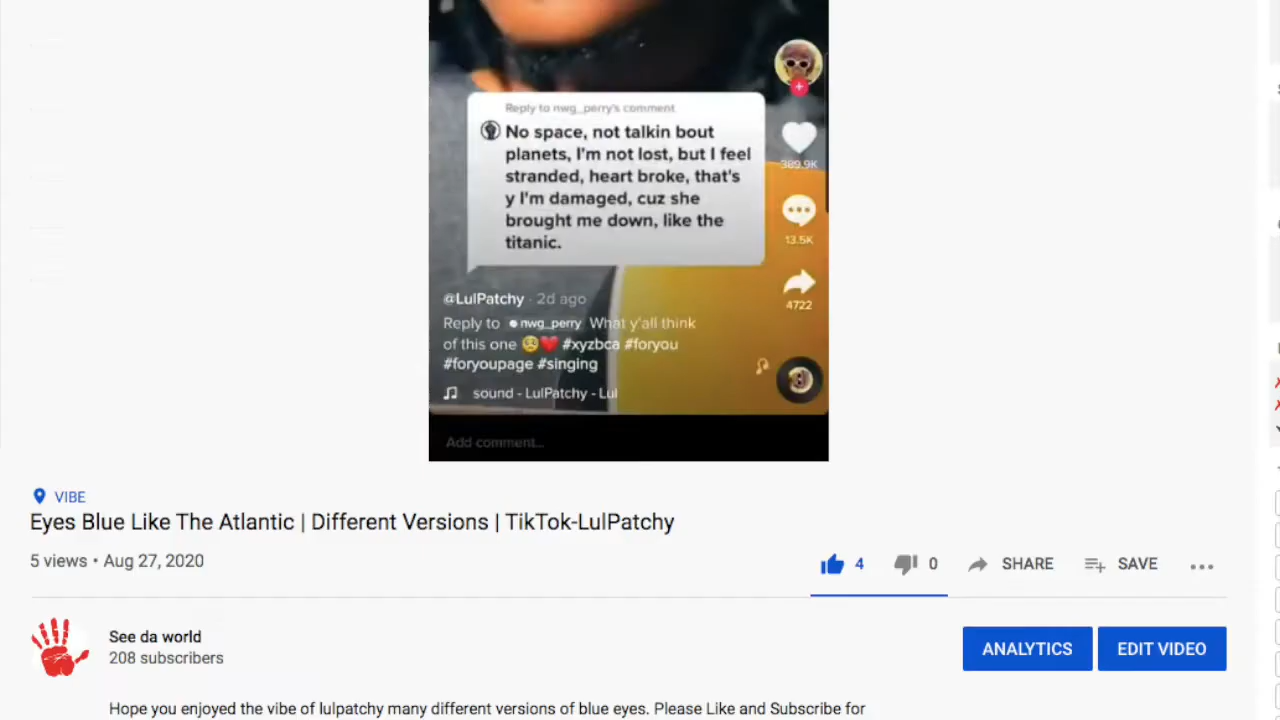 Reply to nwg_perry's comment
No space, not talkin bout
planets, I'm not lost, but I feel
stranded, heart broke, that's
y I'm damaged, cuz she
brought me down, like the
titanic.
389.9K
13.5K
4722
@LulPatchy · 2d ago
Reply to nwg_perry What y'all think
of this one 🥺❤️ #xyzbca #foryou
#foryoupage #singing
sound - LulPatchy - Lul
Add comment...
VIBE
Eyes Blue Like The Atlantic | Different Versions | TikTok-LulPatchy
5 views • Aug 27, 2020
4
0
SHARE
SAVE
See da world
208 subscribers
ANALYTICS
EDIT VIDEO
Hope you enjoyed the vibe of lulpatchy many different versions of blue eyes. Please Like and Subscribe for